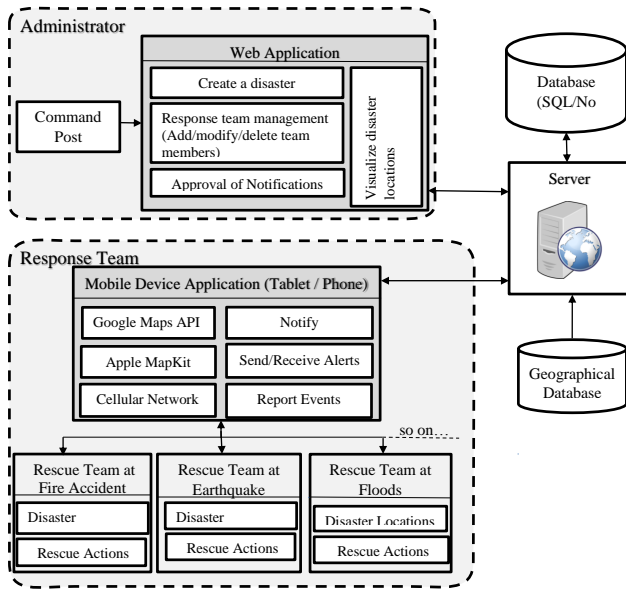 Administrator
Web Application
Create a disaster
Response team management
(Add/modify/delete team
members)
Approval of Notifications
Visualize disaster
locations
Command
Post
Database
(SQL/No
Server
Response Team
Mobile Device Application (Tablet / Phone)
Google Maps API
Notify
Apple MapKit
Send/Receive Alerts
Cellular Network
Report Events
Geographical
Database
so on…
Rescue Team at
Fire Accident
Disaster
Rescue Actions
Rescue Team at
Earthquake
Disaster
Rescue Actions
Rescue Team at
Floods
Disaster Locations
Rescue Actions